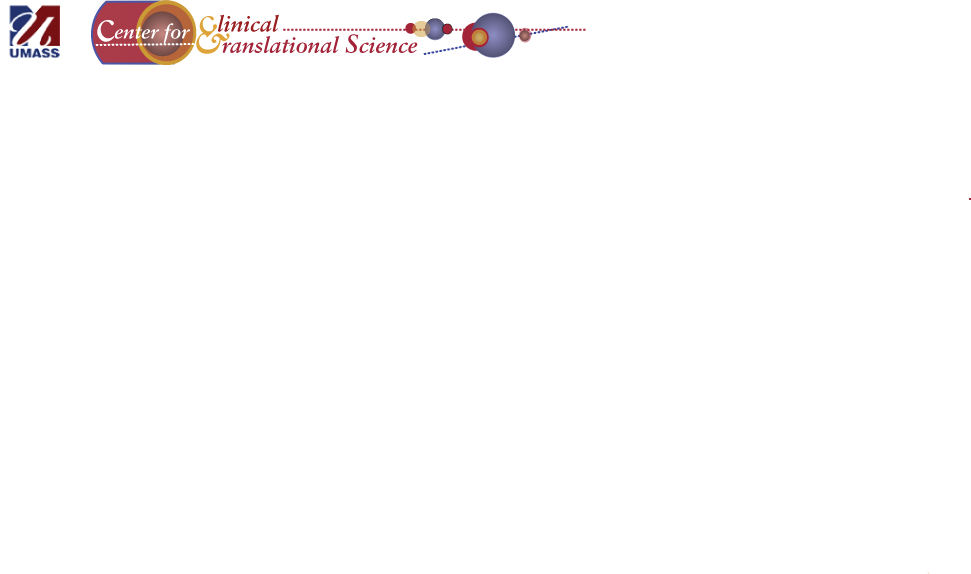 UMASS
Center for Clinical
& Translational Science